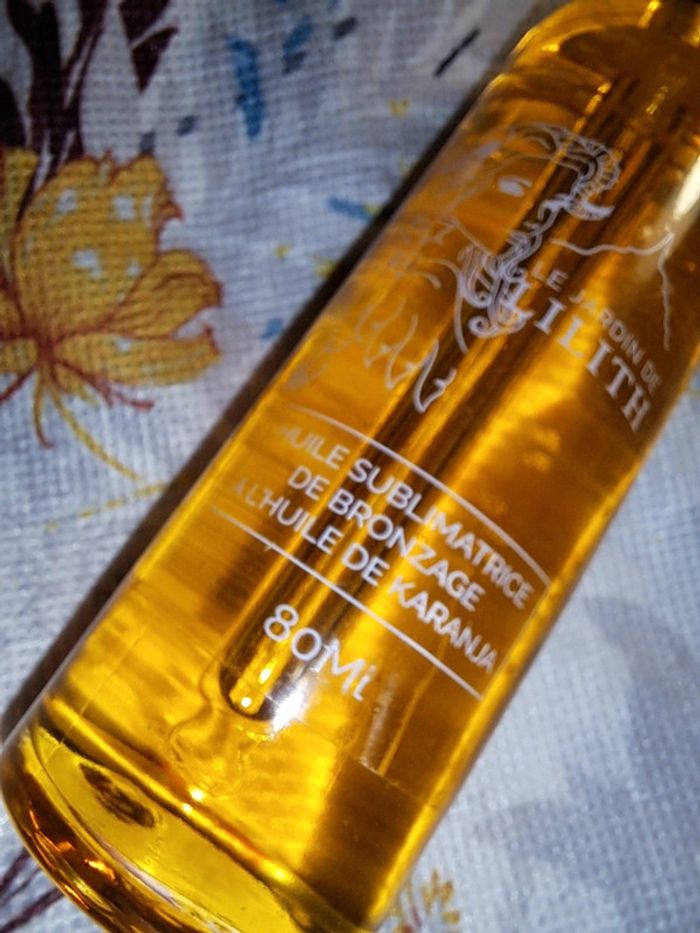 LE JARDIN DE
LILITH
HUILE SUBLIMATRICE
DE BRONZAGE
À L'HUILE DE KARANJA
80ML